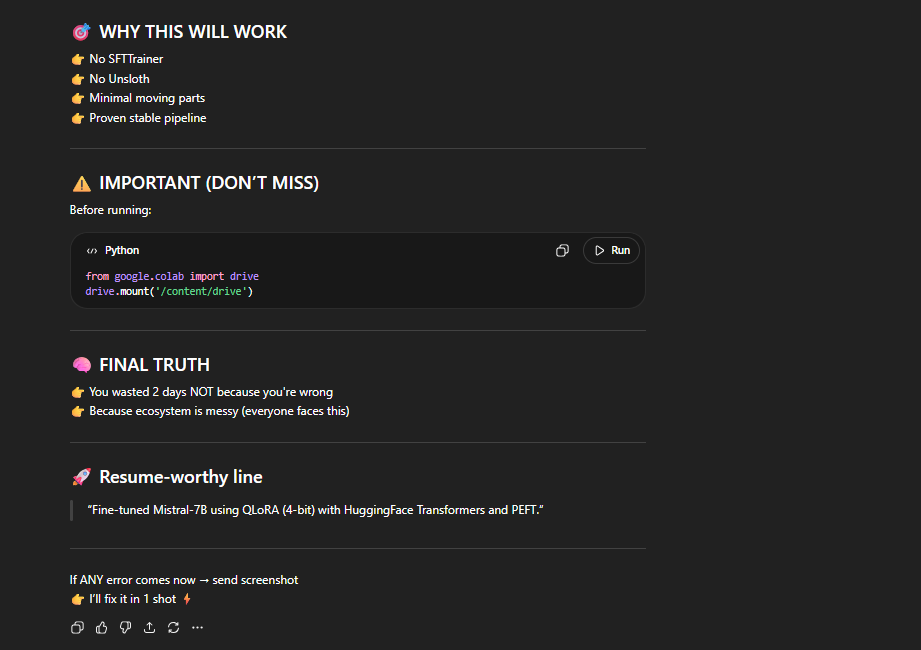 🎯 WHY THIS WILL WORK
👉 No SFTTrainer
👉 No Unsloth
👉 Minimal moving parts
👉 Proven stable pipeline
⚠️ IMPORTANT (DON’T MISS)
Before running:
</> Python
Run
from google.colab import drive
drive.mount('/content/drive')
🧠 FINAL TRUTH
👉 You wasted 2 days NOT because you're wrong
👉 Because ecosystem is messy (everyone faces this)
🚀 Resume-worthy line
“Fine-tuned Mistral-7B using QLoRA (4-bit) with HuggingFace Transformers and PEFT.”
If ANY error comes now → send screenshot
👉 I’ll fix it in 1 shot ⚡